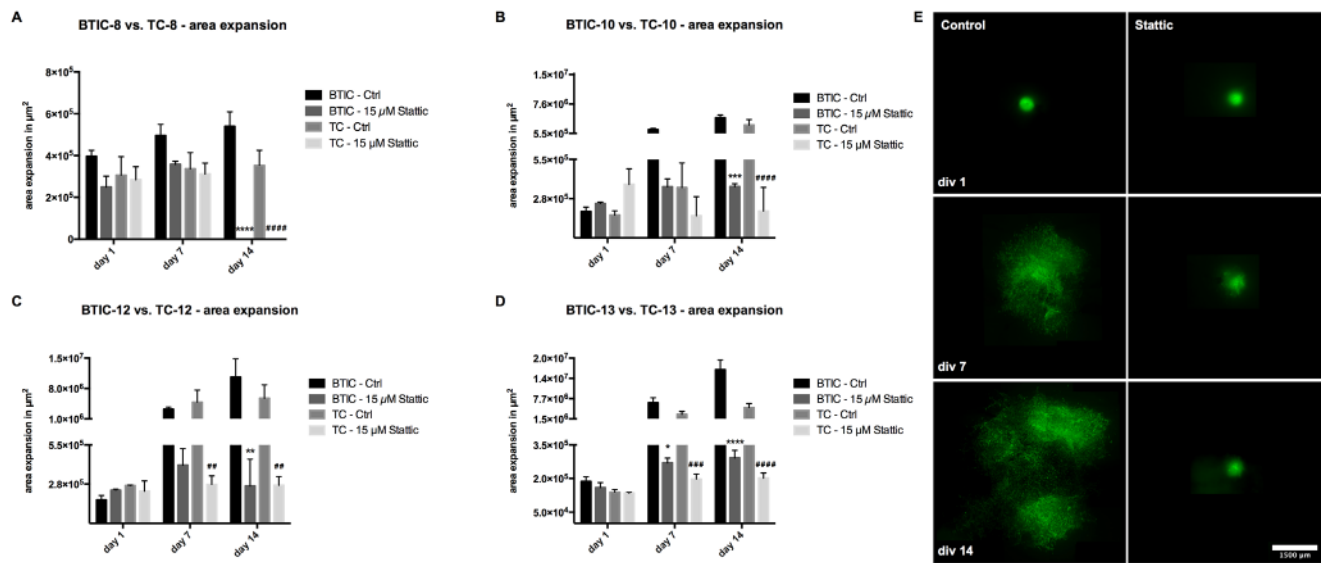 A
BTIC-8 vs. TC-8 - area expansion
area expansion in µm²
8×10⁵
6×10⁵
4×10⁵
2×10⁵
0
BTIC - Ctrl
BTIC - 15 µM Stattic
TC - Ctrl
TC - 15 µM Stattic
**** ####
day 1 day 7 day 14
B
BTIC-10 vs. TC-10 - area expansion
area expansion in µm²
1.5×10⁷
7.6×10⁶
5.5×10⁵
5.5×10⁵
2.8×10⁵
BTIC - Ctrl
BTIC - 15 µM Stattic
TC - Ctrl
TC - 15 µM Stattic
*** ####
day 1 day 7 day 14
C
BTIC-12 vs. TC-12 - area expansion
area expansion in µm²
1.5×10⁷
8.0×10⁶
1.0×10⁶
5.5×10⁵
2.8×10⁵
BTIC - Ctrl
BTIC - 15 µM Stattic
TC - Ctrl
TC - 15 µM Stattic
## ** ##
day 1 day 7 day 14
D
BTIC-13 vs. TC-13 - area expansion
area expansion in µm²
2.0×10⁷
1.4×10⁷
7.7×10⁶
1.5×10⁶
3.5×10⁵
2.0×10⁵
5.0×10⁴
BTIC - Ctrl
BTIC - 15 µM Stattic
TC - Ctrl
TC - 15 µM Stattic
* ### **** ####
day 1 day 7 day 14
E
Control Stattic
div 1
div 7
div 14
1500 µm